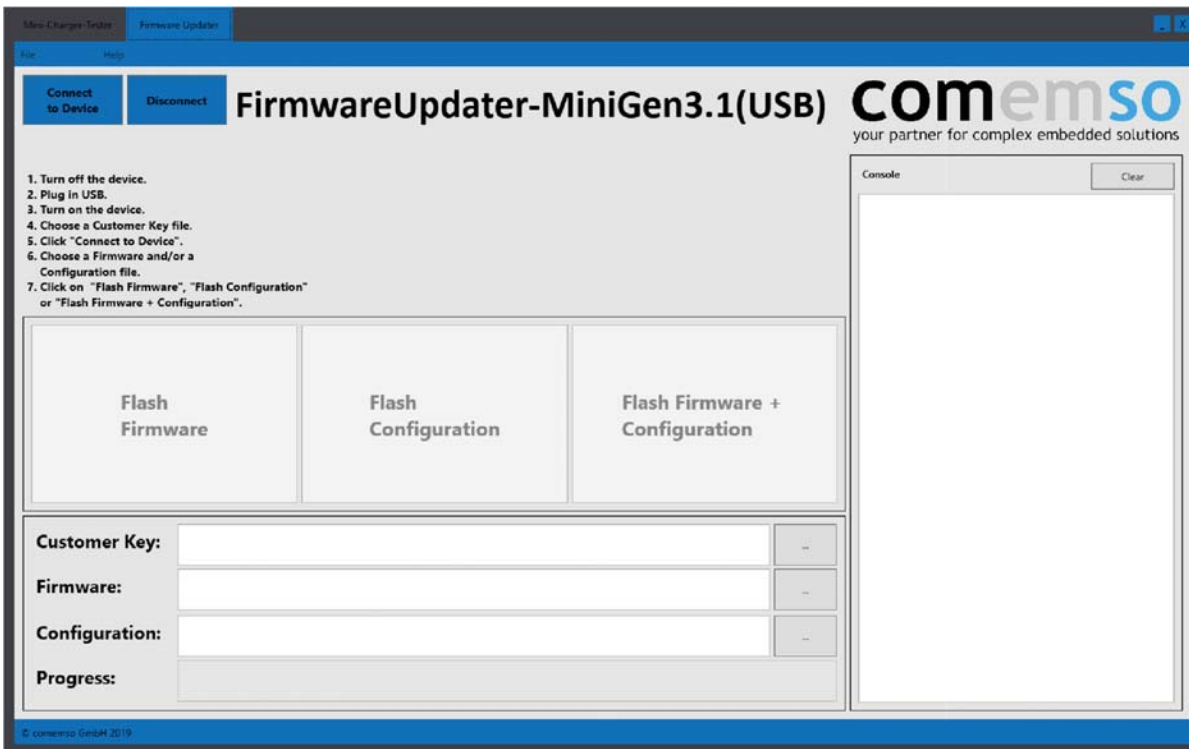 Mini-Charger-Tester
Firmware Updater
- X
File
Help
Connect
to Device
Disconnect
FirmwareUpdater-MiniGen3.1(USB)
comemso
your partner for complex embedded solutions
1. Turn off the device.
2. Plug in USB.
3. Turn on the device.
4. Choose a Customer Key file.
5. Click "Connect to Device".
6. Choose a Firmware and/or a
Configuration file.
7. Click on "Flash Firmware", "Flash Configuration"
or "Flash Firmware + Configuration".
Console
Clear
Flash
Firmware
Flash
Configuration
Flash Firmware +
Configuration
Customer Key:
...
Firmware:
...
Configuration:
...
Progress:
© comemso GmbH 2019